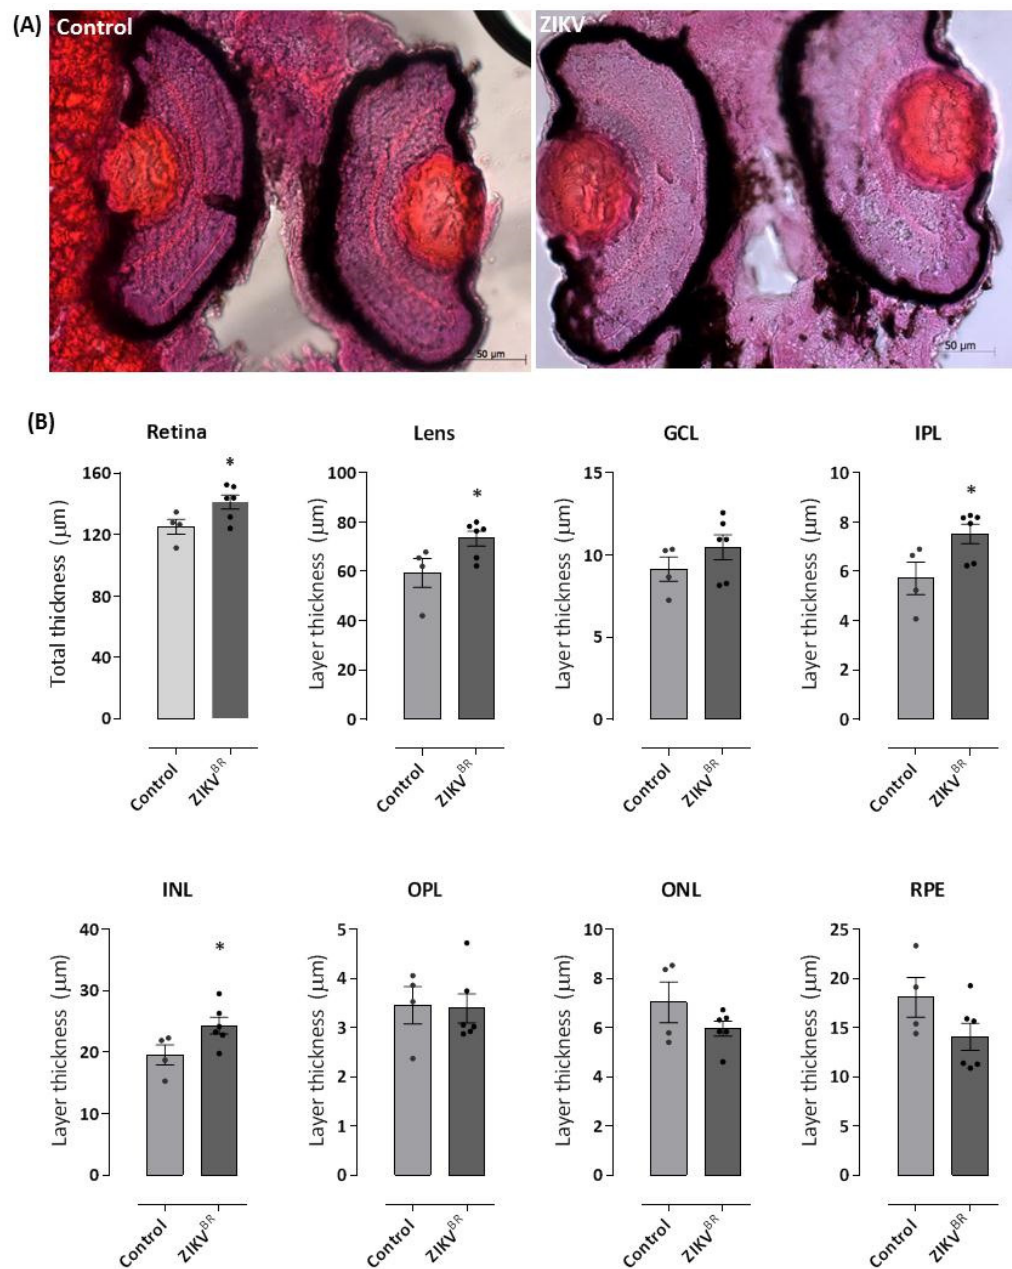 (A) Control ZIKV
50 µm 50 µm
(B)
Retina Lens GCL IPL
* * *
Total thickness (µm)
160
120
80
40
0
Control ZIKV^BR
Layer thickness (µm)
100
80
60
40
20
0
Control ZIKV^BR
Layer thickness (µm)
15
10
5
0
Control ZIKV^BR
Layer thickness (µm)
10
8
6
4
2
0
Control ZIKV^BR
INL OPL ONL RPE
*
Layer thickness (µm)
40
30
20
10
0
Control ZIKV^BR
Layer thickness (µm)
5
4
3
2
1
0
Control ZIKV^BR
Layer thickness (µm)
10
8
6
4
2
0
Control ZIKV^BR
Layer thickness (µm)
25
20
15
10
5
0
Control ZIKV^BR